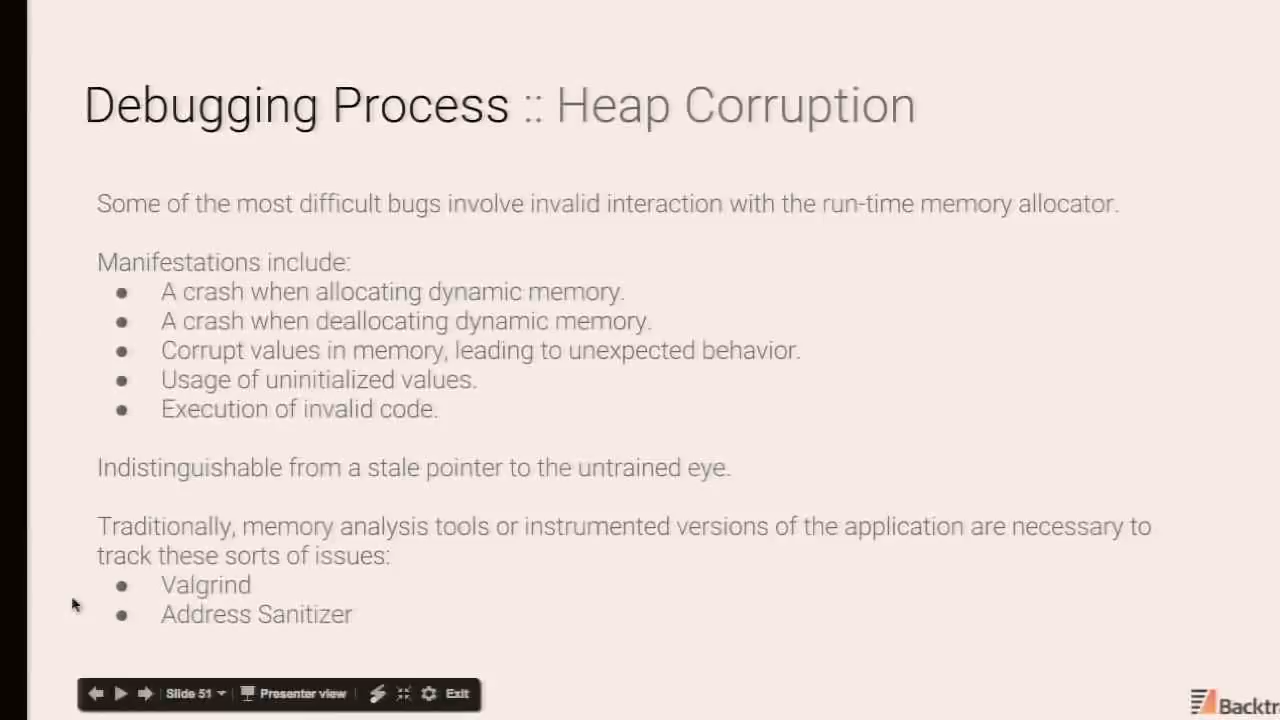 Debugging Process :: Heap Corruption
Some of the most difficult bugs involve invalid interaction with the run-time memory allocator.
Manifestations include:
● A crash when allocating dynamic memory.
● A crash when deallocating dynamic memory.
● Corrupt values in memory, leading to unexpected behavior.
● Usage of uninitialized values.
● Execution of invalid code.
Indistinguishable from a stale pointer to the untrained eye.
Traditionally, memory analysis tools or instrumented versions of the application are necessary to
track these sorts of issues:
● Valgrind
● Address Sanitizer
Slide 51 Presenter view Exit
Backtr